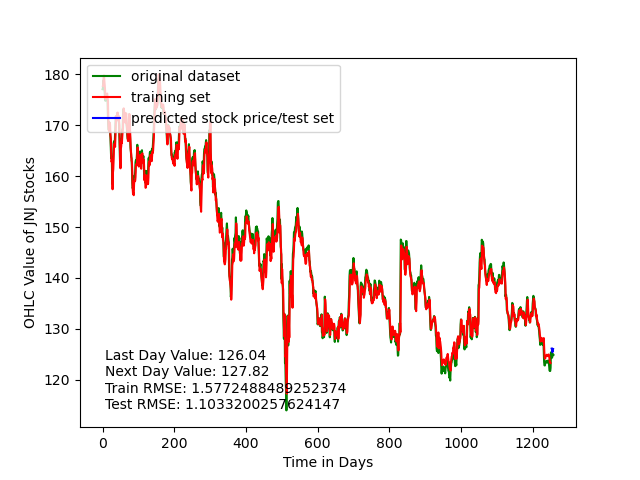 original dataset
training set
predicted stock price/test set
OHLC Value of JNJ Stocks
180
170
160
150
140
130
120
Last Day Value: 126.04
Next Day Value: 127.82
Train RMSE: 1.5772488489252374
Test RMSE: 1.1033200257624147
0 200 400 600 800 1000 1200
Time in Days